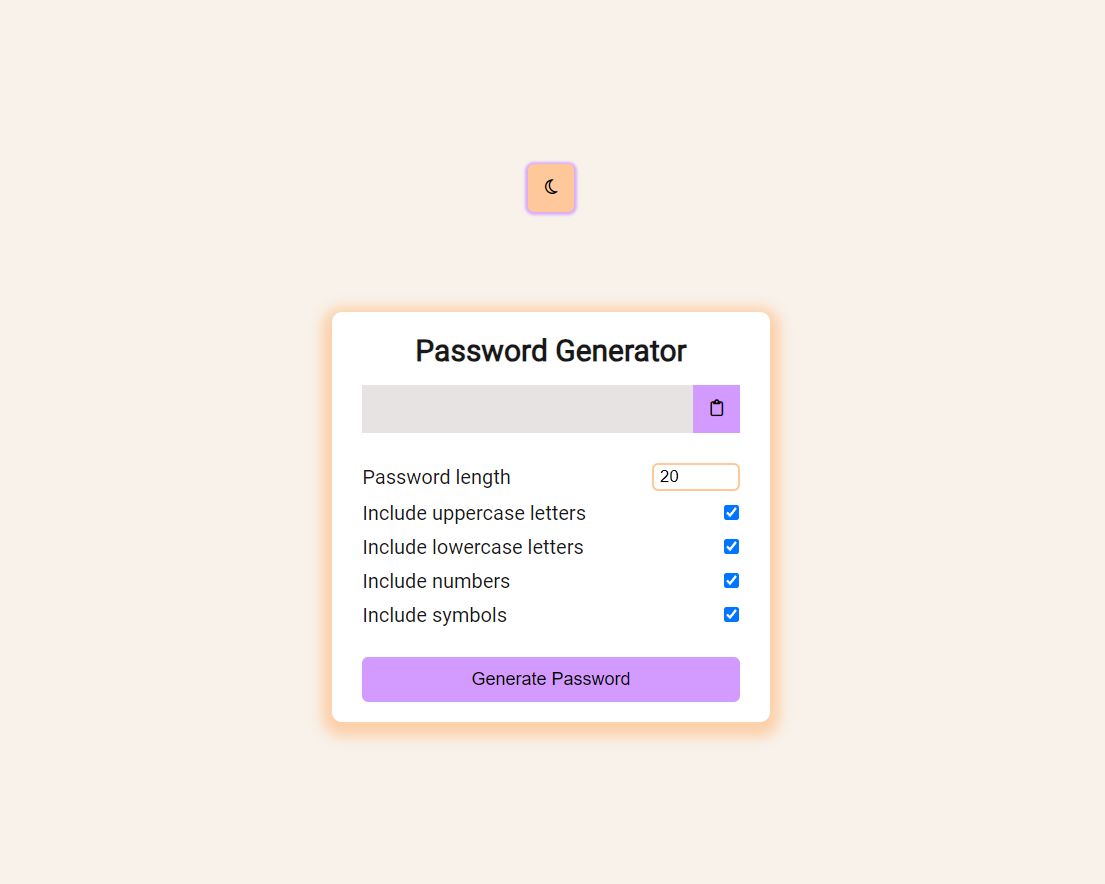 Password Generator
Password length 20
Include uppercase letters
Include lowercase letters
Include numbers
Include symbols
Generate Password